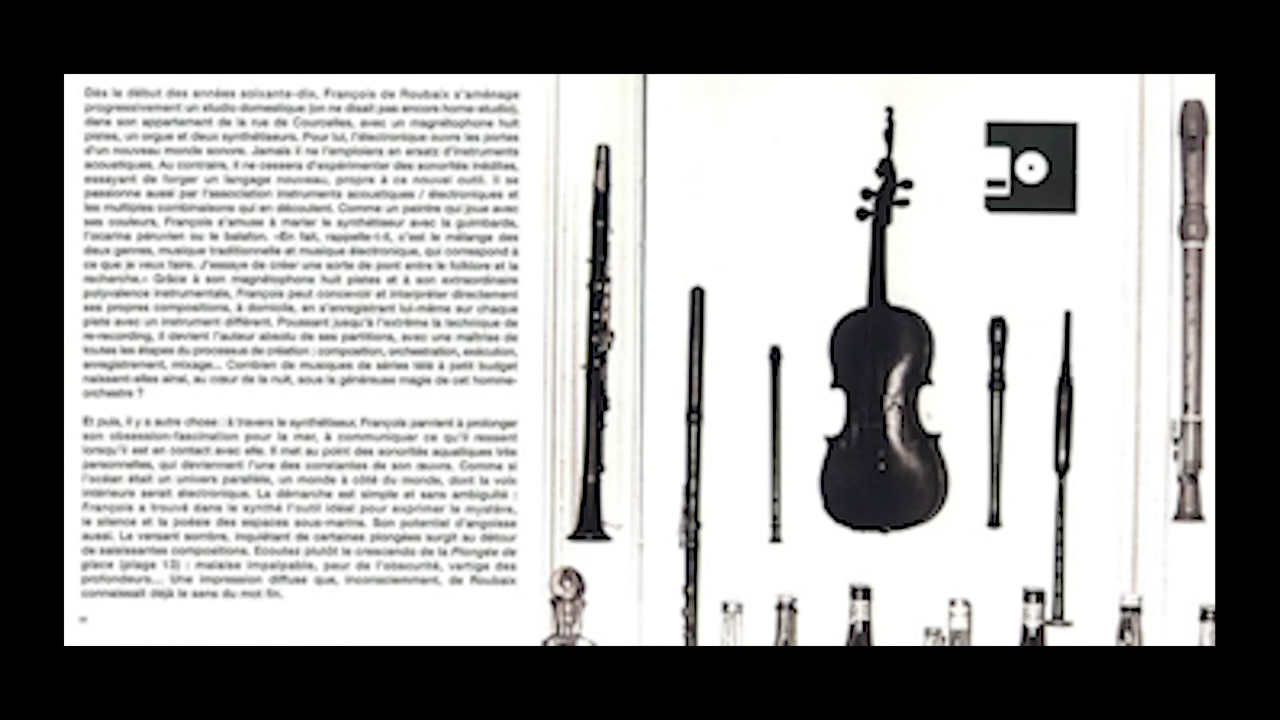 Dès le début des années soixante-dix, François de Roubaix s'aménage
progressivement un studio domestique (on ne disait pas encore home-studio),
dans son appartement de la rue de Courcelles, avec un magnétophone huit
pistes, un orgue et deux synthétiseurs. Pour lui, l'électronique ouvre les portes
d'un nouveau monde sonore. Jamais il ne l'emploiera en ersatz d'instruments
acoustiques. Au contraire, il ne cessera d'expérimenter des sonorités inédites,
essayant de forger un langage nouveau, propre à ce nouvel outil. Il se
passionne aussi par l'association instruments acoustiques / électroniques et
les multiples combinaisons qui en découlent. Comme un peintre qui joue avec
ses couleurs, François s'amuse à marier le synthétiseur avec la guimbarde,
l'ocarina péruvien ou le balafon. «En fait, rappelle-t-il, c'est le mélange des
deux genres, musique traditionnelle et musique électronique, qui correspond à
ce que je veux faire. J'essaye de créer une sorte de pont entre le folklore et la
recherche.» Grâce à son magnétophone huit pistes et à son extraordinaire
polyvalence instrumentale, François peut concevoir et interpréter directement
ses propres compositions, à domicile, en s'enregistrant lui-même sur chaque
piste avec un instrument différent. Poussant jusqu'à l'extrême la technique de
re-recording, il devient l'auteur absolu de ses partitions, avec une maîtrise de
toutes les étapes du processus de création : composition, orchestration, exécution,
enregistrement, mixage... Combien de musiques de séries télé à petit budget
naissent-elles ainsi, au cœur de la nuit, sous la généreuse magie de cet homme-
orchestre ?
Et puis, il y a autre chose : à travers le synthétiseur, François parvient à prolonger
son obsession-fascination pour la mer, à communiquer ce qu'il ressent
lorsqu'il est en contact avec elle. Il met au point des sonorités aquatiques très
personnelles, qui deviennent l'une des constantes de son œuvre. Comme si
l'océan était un univers parallèle, un monde à côté du monde, dont la voix
intérieure serait électronique. La démarche est simple et sans ambiguïté :
François a trouvé dans le synthé l'outil idéal pour exprimer le mystère,
le silence et la poésie des espaces sous-marins. Son potentiel d'angoisse
aussi. Le versant sombre, inquiétant de certaines plongées surgit au détour
de saisissantes compositions. Ecoutez plutôt le crescendo de la Plongée de
glace (plage 13) : malaise impalpable, peur de l'obscurité, vertige des
profondeurs... Une impression diffuse que, inconsciemment, de Roubaix
connaissait déjà le sens du mot fin.